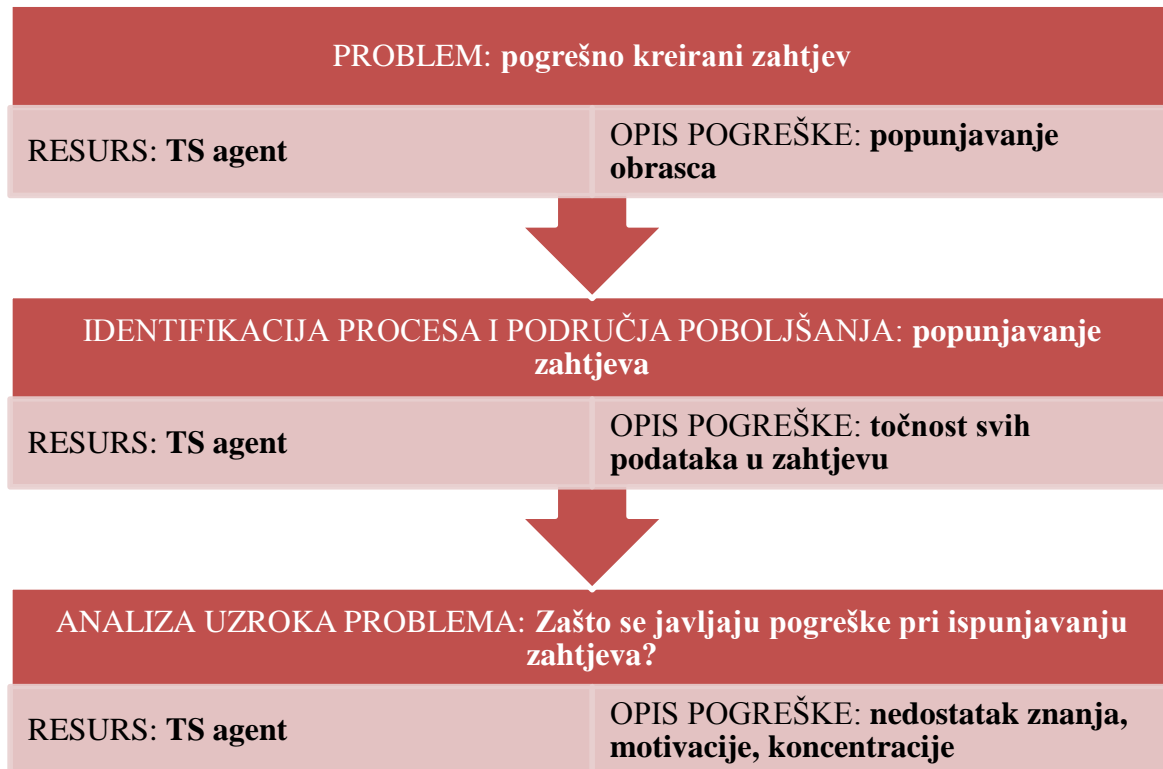 PROBLEM: pogrešno kreirani zahtjev
RESURS: TS agent
OPIS POGREŠKE: popunjavanje
obrasca
IDENTIFIKACIJA PROCESA I PODRUČJA POBOLJŠANJA: popunjavanje
zahtjeva
RESURS: TS agent
OPIS POGREŠKE: točnost svih
podataka u zahtjevu
ANALIZA UZROKA PROBLEMA: Zašto se javljaju pogreške pri ispunjavanju
zahtjeva?
RESURS: TS agent
OPIS POGREŠKE: nedostatak znanja,
motivacije, koncentracije